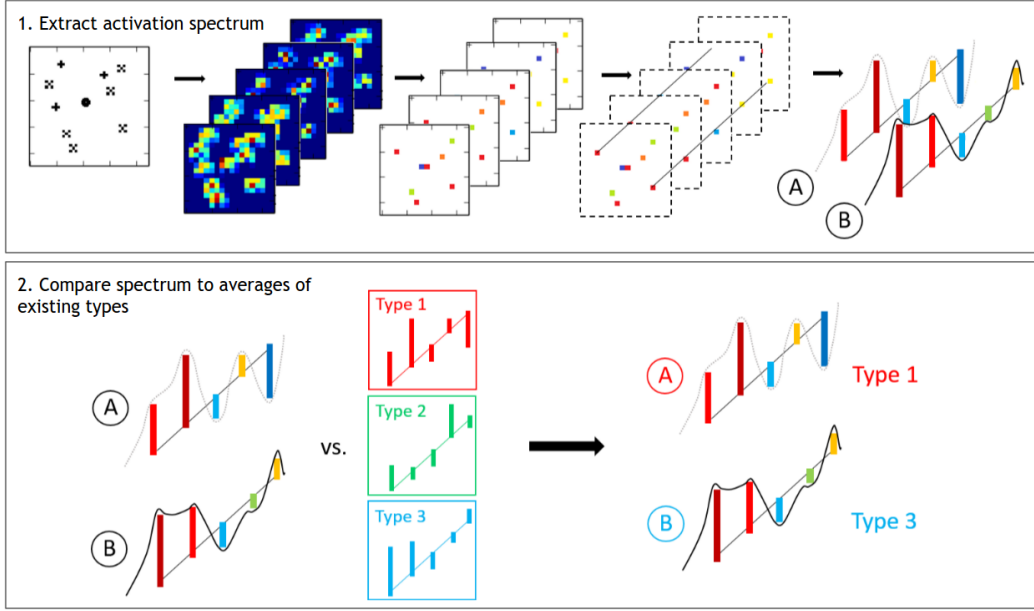 1. Extract activation spectrum
A
B
2. Compare spectrum to averages of
existing types
A
B
vs.
Type 1
Type 2
Type 3
A
Type 1
B
Type 3